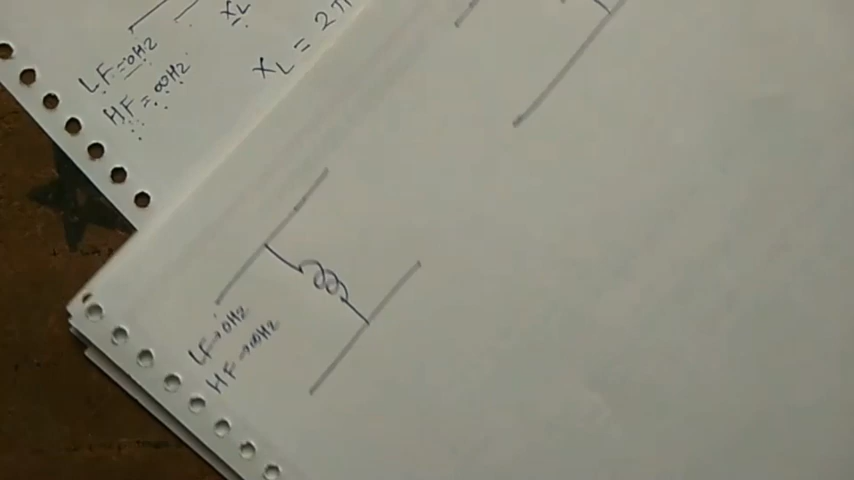 XL
LF=0Hz
HF=∞Hz
XL = 2π
LF→0Hz
HF→∞Hz